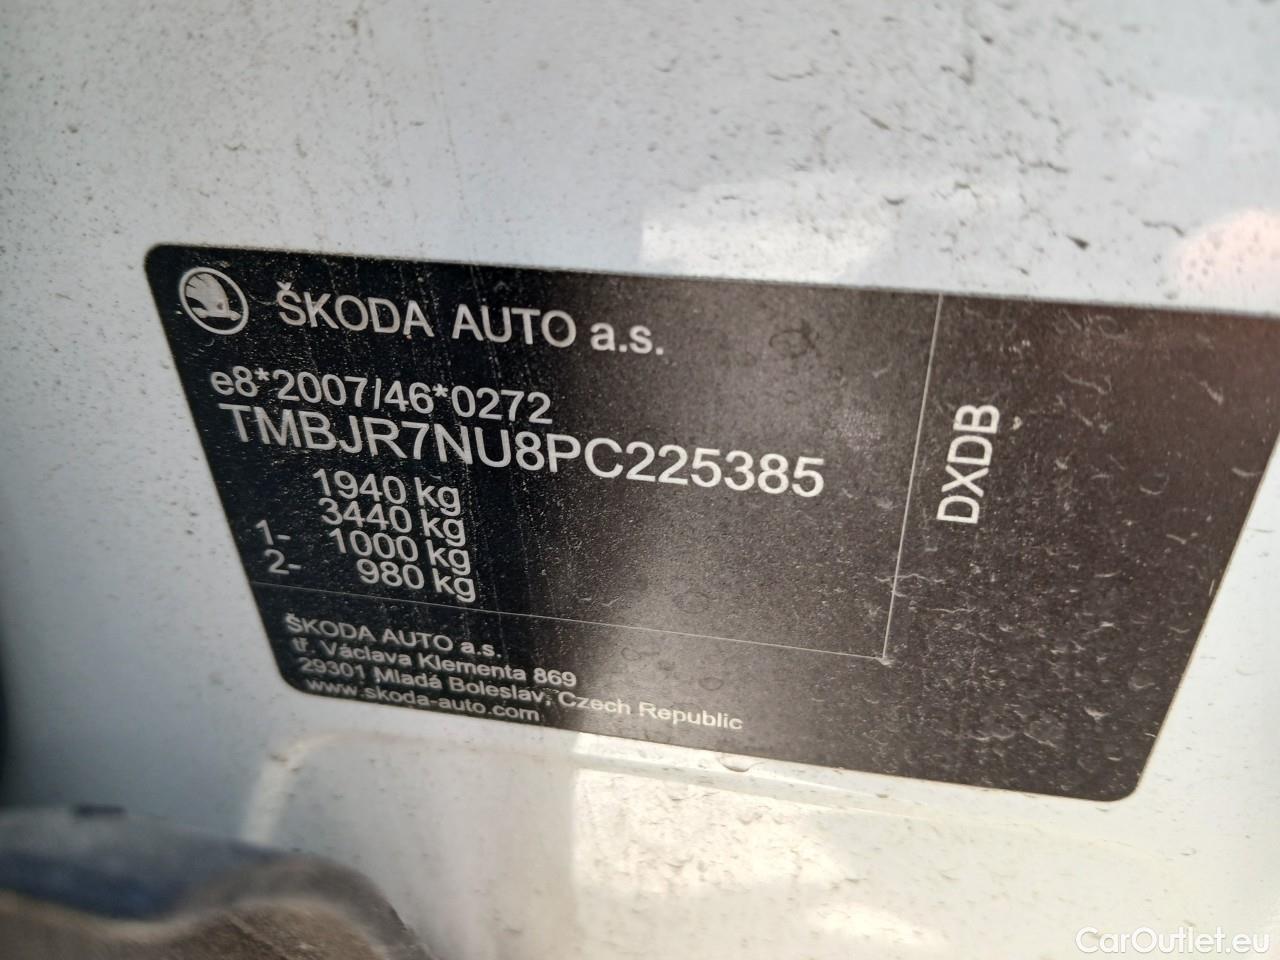 ŠKODA AUTO a.s.
e8*2007/46*0272
TMBJR7NU8PC225385
1940 kg
3440 kg
1- 1000 kg
2- 980 kg
DXDB
ŠKODA AUTO a.s.
tř. Václava Klementa 869
29301 Mladá Boleslav, Czech Republic
www.skoda-auto.com
CarOutlet.eu